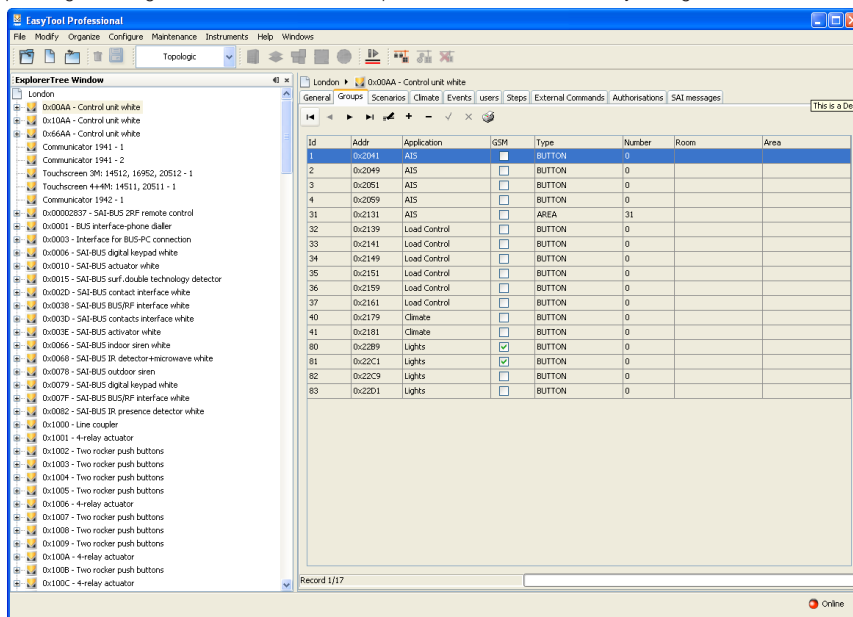 EasyTool Professional
File Modify Organize Configure Maintenance Instruments Help Windows
Topologic
ExplorerTree Window
London
0x00AA - Control unit white
0x10AA - Control unit white
0x66AA - Control unit white
Communicator 1941 - 1
Communicator 1941 - 2
Touchscreen 3M: 14512, 16952, 20512 - 1
Touchscreen 4+4M: 14511, 20511 - 1
Communicator 1942 - 1
0x00002837 - SAI-BUS 2RF remote control
0x0001 - BUS interface-phone dialler
0x0003 - Interface for BUS-PC connection
0x0006 - SAI-BUS digital keypad white
0x0010 - SAI-BUS actuator white
0x0015 - SAI-BUS surf.double technology detector
0x002D - SAI-BUS contact interface white
0x0038 - SAI-BUS BUS/RF interface white
0x003D - SAI-BUS contacts interface white
0x003E - SAI-BUS activator white
0x0066 - SAI-BUS indoor siren white
0x0068 - SAI-BUS IR detector+microwave white
0x0078 - SAI-BUS outdoor siren
0x0079 - SAI-BUS digital keypad white
0x007F - SAI-BUS BUS/RF interface white
0x0082 - SAI-BUS IR presence detector white
0x1000 - Line coupler
0x1001 - 4-relay actuator
0x1002 - Two rocker push buttons
0x1003 - Two rocker push buttons
0x1004 - Two rocker push buttons
0x1005 - Two rocker push buttons
0x1006 - 4-relay actuator
0x1007 - Two rocker push buttons
0x1008 - Two rocker push buttons
0x1009 - Two rocker push buttons
0x100A - 4-relay actuator
0x100B - Two rocker push buttons
0x100C - 4-relay actuator
London 0x00AA - Control unit white
General Groups Scenarios Climate Events users Steps External Commands Authorisations SAI messages
This is a De
Id Addr Application GSM Type Number Room Area
1 0x2041 AIS BUTTON 0
2 0x2049 AIS BUTTON 0
3 0x2051 AIS BUTTON 0
4 0x2059 AIS BUTTON 0
31 0x2131 AIS AREA 31
32 0x2139 Load Control BUTTON 0
33 0x2141 Load Control BUTTON 0
34 0x2149 Load Control BUTTON 0
35 0x2151 Load Control BUTTON 0
36 0x2159 Load Control BUTTON 0
37 0x2161 Load Control BUTTON 0
40 0x2179 Climate BUTTON 0
41 0x2181 Climate BUTTON 0
80 0x22B9 Lights BUTTON 0
81 0x22C1 Lights BUTTON 0
82 0x22C9 Lights BUTTON 0
83 0x22D1 Lights BUTTON 0
Record 1/17
Online